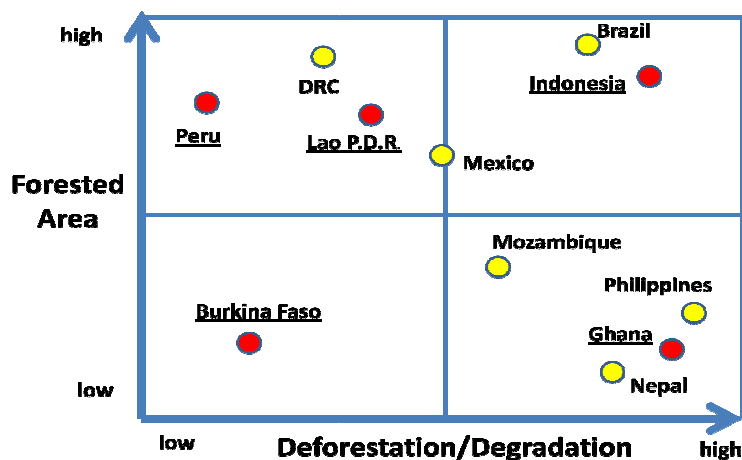 high
Brazil
DRC
Indonesia
Peru
Lao P.D.R.
Mexico
Forested
Area
Mozambique
Philippines
Burkina Faso
Ghana
Nepal
low
low
Deforestation/Degradation
high